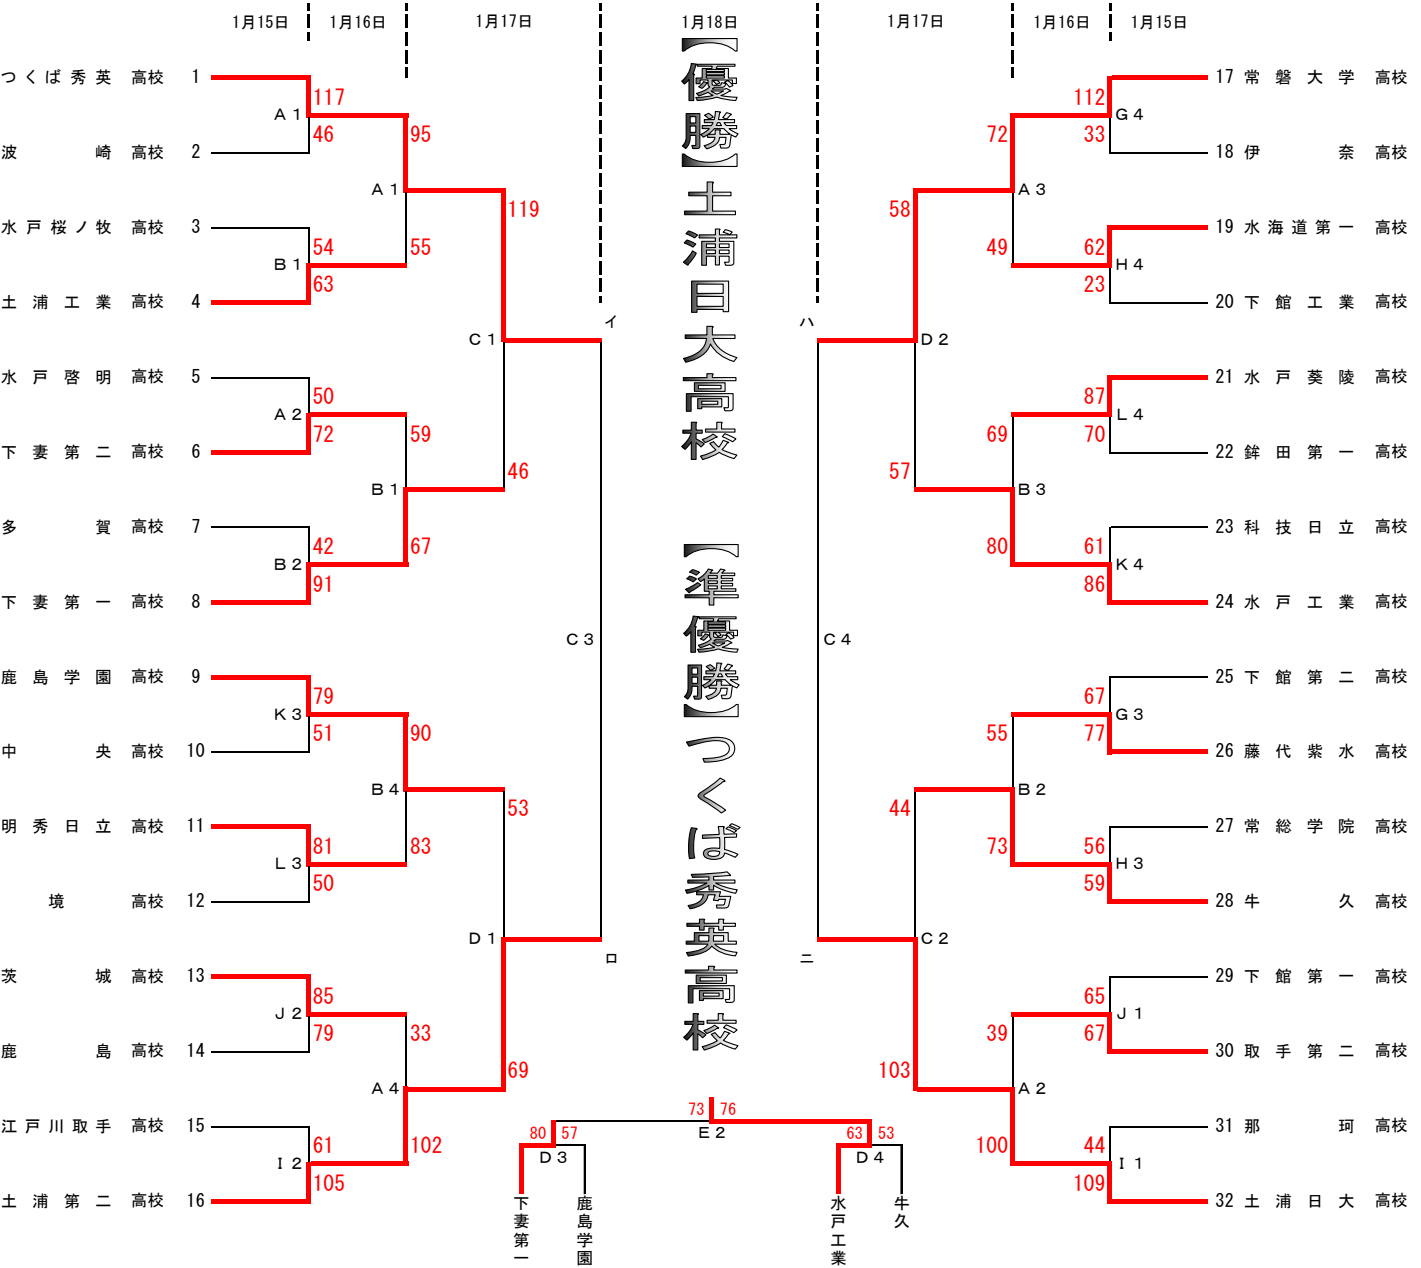 1月15日 1月16日 1月17日 1月18日 1月17日 1月16日 1月15日
【優勝】土浦日大高校
【準優勝】つくば秀英高校
つくば秀英 高校 1
波崎 高校 2
水戸桜ノ牧 高校 3
土浦工業 高校 4
水戸啓明 高校 5
下妻第二 高校 6
多賀 高校 7
下妻第一 高校 8
鹿島学園 高校 9
中央 高校 10
明秀日立 高校 11
境 高校 12
茨城 高校 13
鹿島 高校 14
江戸川取手 高校 15
土浦第二 高校 16
A1 117 46
B1 54 63
A2 50 72
B2 42 91
K3 79 51
L3 81 50
J2 85 79
I2 61 105
A1 95 55
B1 59 67
B4 90 83
A4 33 102
C1 119 46
D1 53 69
イ
ロ
C3
ハ
ニ
C4
58 D2 57
44 C2 103
72 A3 49
69 B3 80
55 B2 73
39 A2 100
112 G4 33
62 H4 23
87 L4 70
61 K4 86
67 G3 77
56 H3 59
65 J1 67
44 I1 109
17 常磐大学 高校
18 伊奈 高校
19 水海道第一 高校
20 下館工業 高校
21 水戸葵陵 高校
22 鉾田第一 高校
23 科技日立 高校
24 水戸工業 高校
25 下館第二 高校
26 藤代紫水 高校
27 常総学院 高校
28 牛久 高校
29 下館第一 高校
30 取手第二 高校
31 那珂 高校
32 土浦日大 高校
73 76
E2
80 57
D3
63 53
D4
下妻第一
鹿島学園
水戸工業
牛久